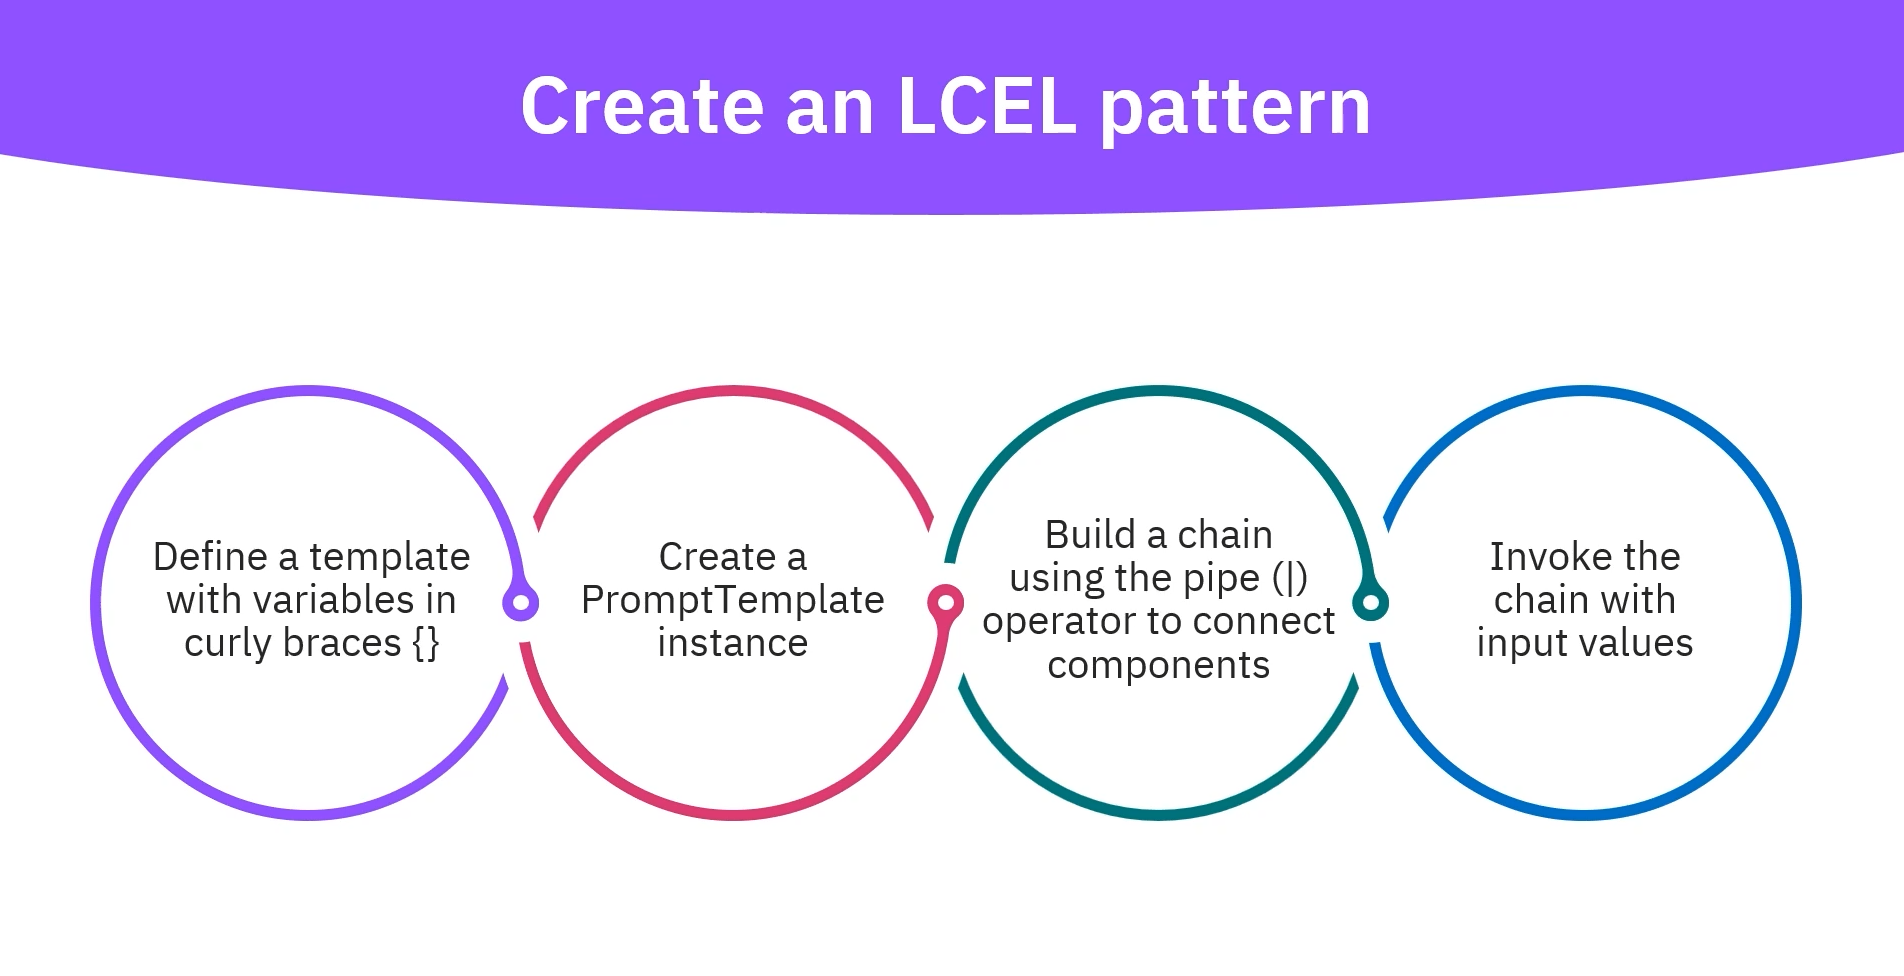 Create an LCEL pattern
Define a template
with variables in
curly braces {}
Create a
PromptTemplate
instance
Build a chain
using the pipe (|)
operator to connect
components
Invoke the
chain with
input values